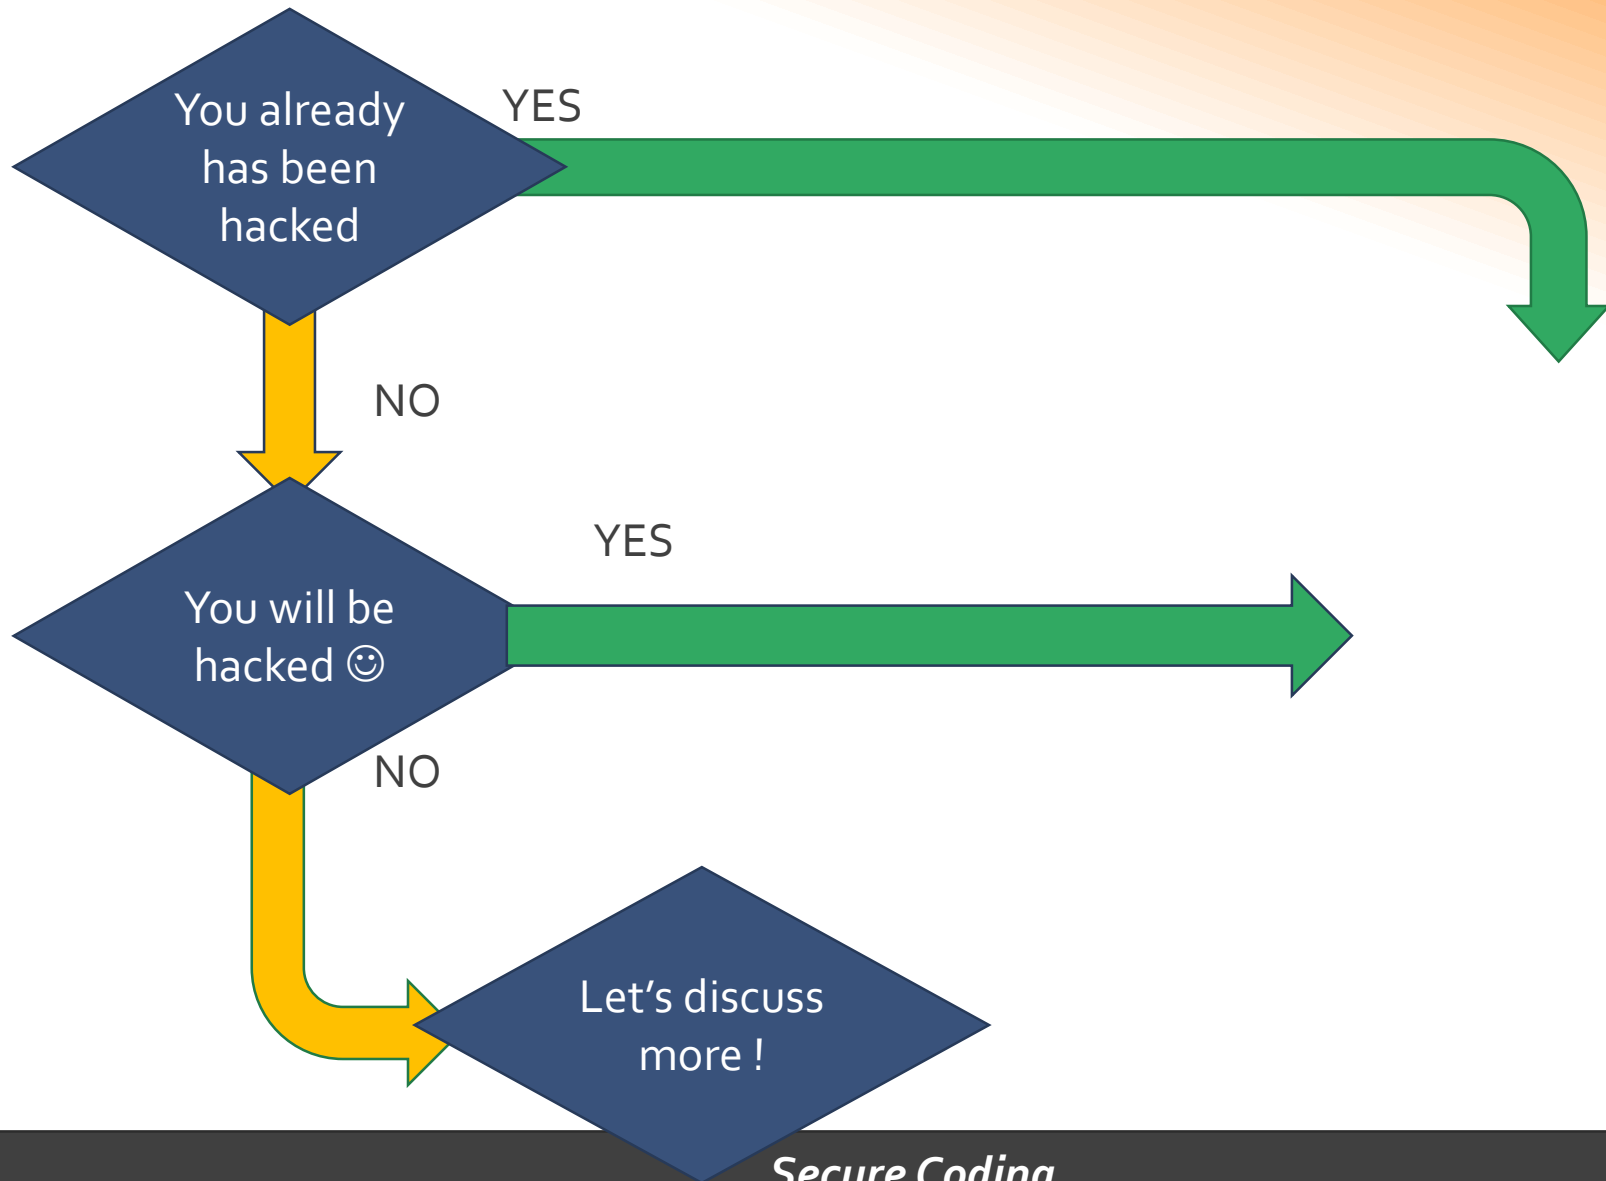 You already
has been
hacked
YES
NO
YES
You will be
hacked ☺
NO
Let's discuss
more !
Secure Coding